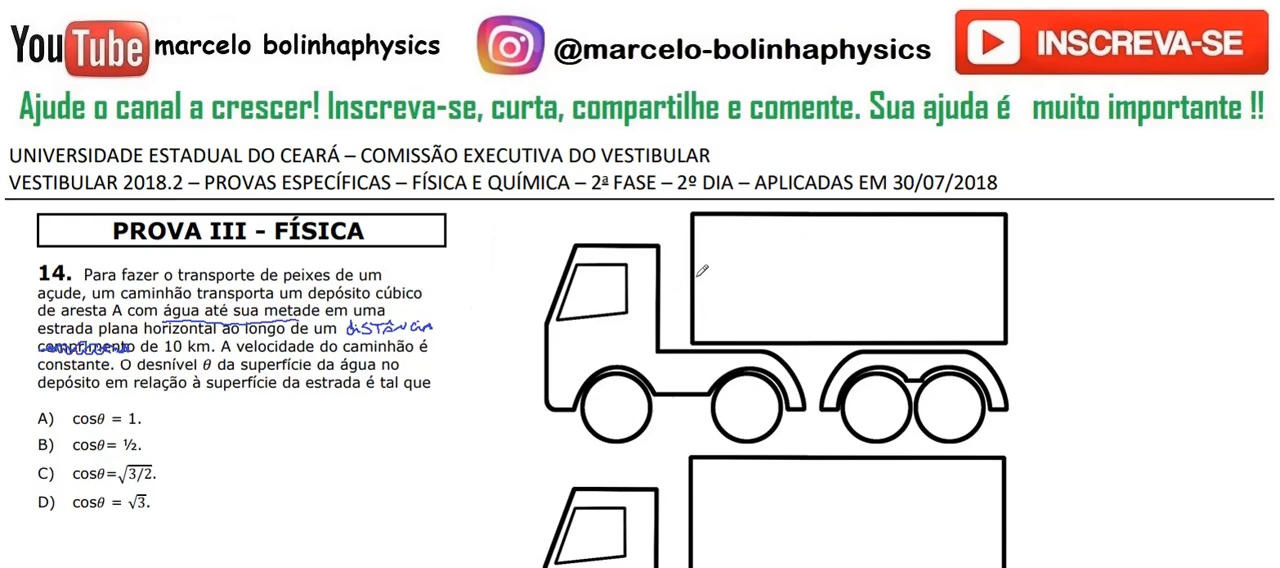 YouTube marcelo bolinhaphysics @marcelo-bolinhaphysics INSCREVA-SE
Ajude o canal a crescer! Inscreva-se, curta, compartilhe e comente. Sua ajuda é muito importante !!
UNIVERSIDADE ESTADUAL DO CEARÁ – COMISSÃO EXECUTIVA DO VESTIBULAR
VESTIBULAR 2018.2 – PROVAS ESPECÍFICAS – FÍSICA E QUÍMICA – 2ª FASE – 2º DIA – APLICADAS EM 30/07/2018
PROVA III - FÍSICA
14. Para fazer o transporte de peixes de um
açude, um caminhão transporta um depósito cúbico
de aresta A com água até sua metade em uma
estrada plana horizontal ao longo de um distância
comprimento de 10 km. A velocidade do caminhão é
constante. O desnível θ da superfície da água no
depósito em relação à superfície da estrada é tal que
A) cosθ = 1.
B) cosθ= ½.
C) cosθ=√3/2.
D) cosθ = √3.